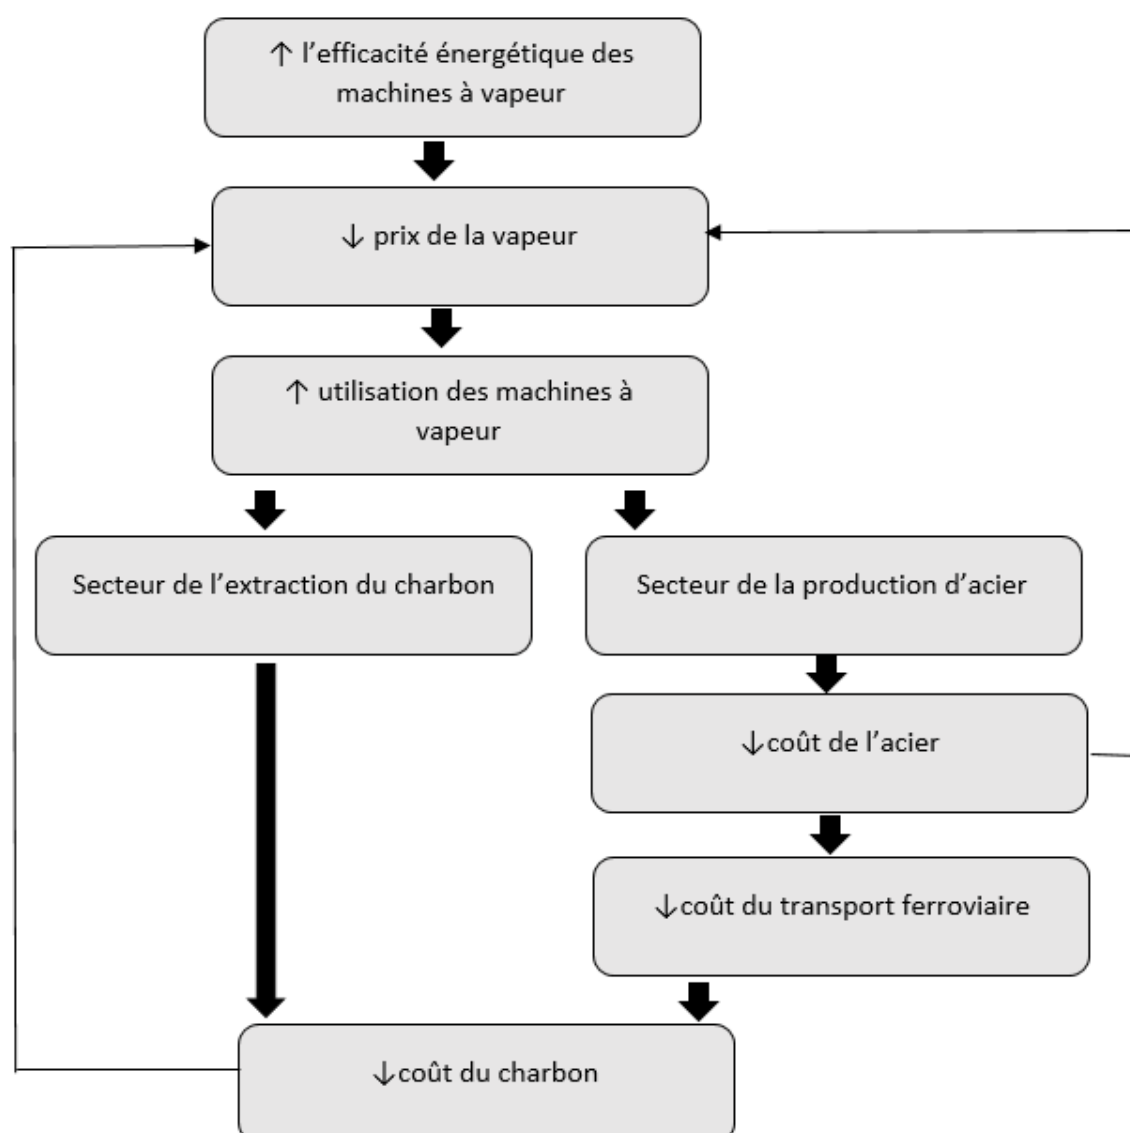 ↑ l’efficacité énergétique des
machines à vapeur
↓ prix de la vapeur
↑ utilisation des machines à
vapeur
Secteur de l’extraction du charbon
Secteur de la production d’acier
↓coût de l’acier
↓coût du transport ferroviaire
↓coût du charbon